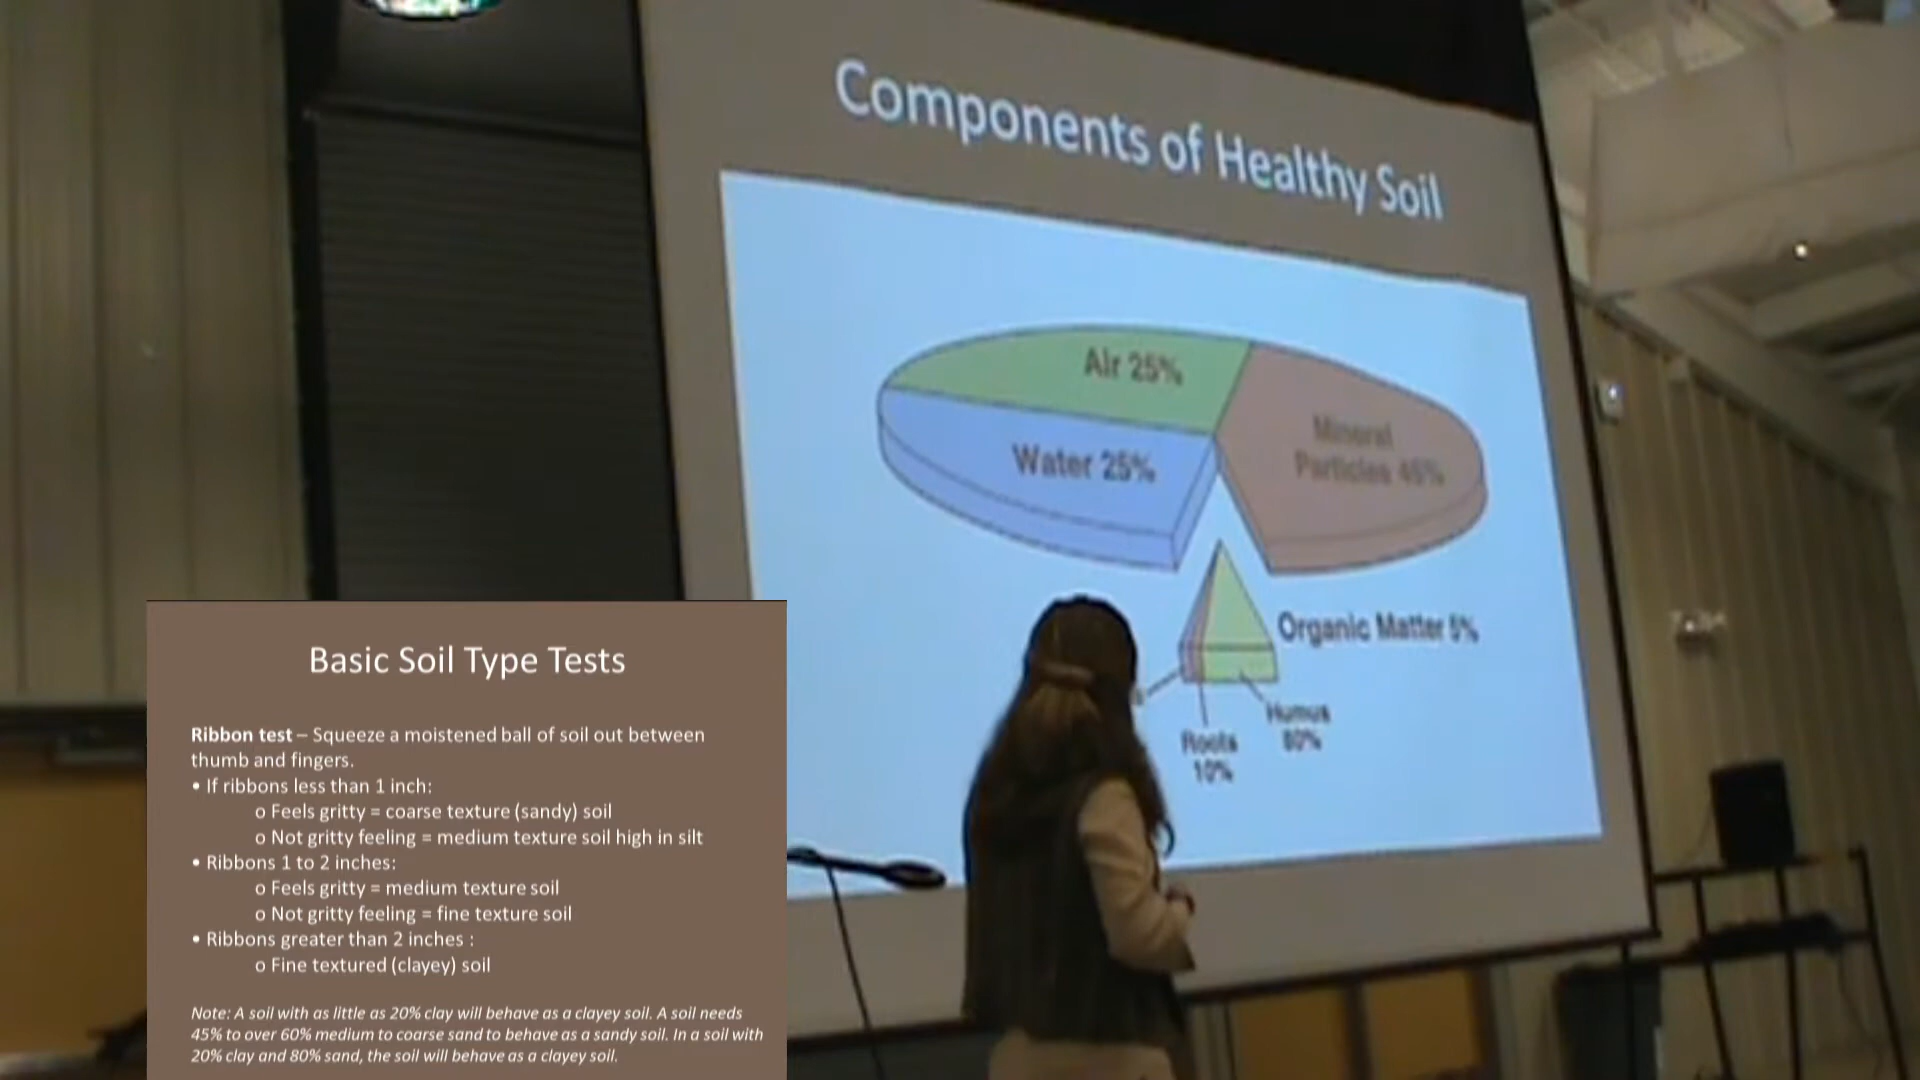 Components of Healthy Soil
Air 25%
Mineral
Particles 45%
Water 25%
Organic Matter 5%
Humus
80%
Roots
10%
Basic Soil Type Tests
Ribbon test – Squeeze a moistened ball of soil out between
thumb and fingers.
• If ribbons less than 1 inch:
o Feels gritty = coarse texture (sandy) soil
o Not gritty feeling = medium texture soil high in silt
• Ribbons 1 to 2 inches:
o Feels gritty = medium texture soil
o Not gritty feeling = fine texture soil
• Ribbons greater than 2 inches :
o Fine textured (clayey) soil
Note: A soil with as little as 20% clay will behave as a clayey soil. A soil needs
45% to over 60% medium to coarse sand to behave as a sandy soil. In a soil with
20% clay and 80% sand, the soil will behave as a clayey soil.